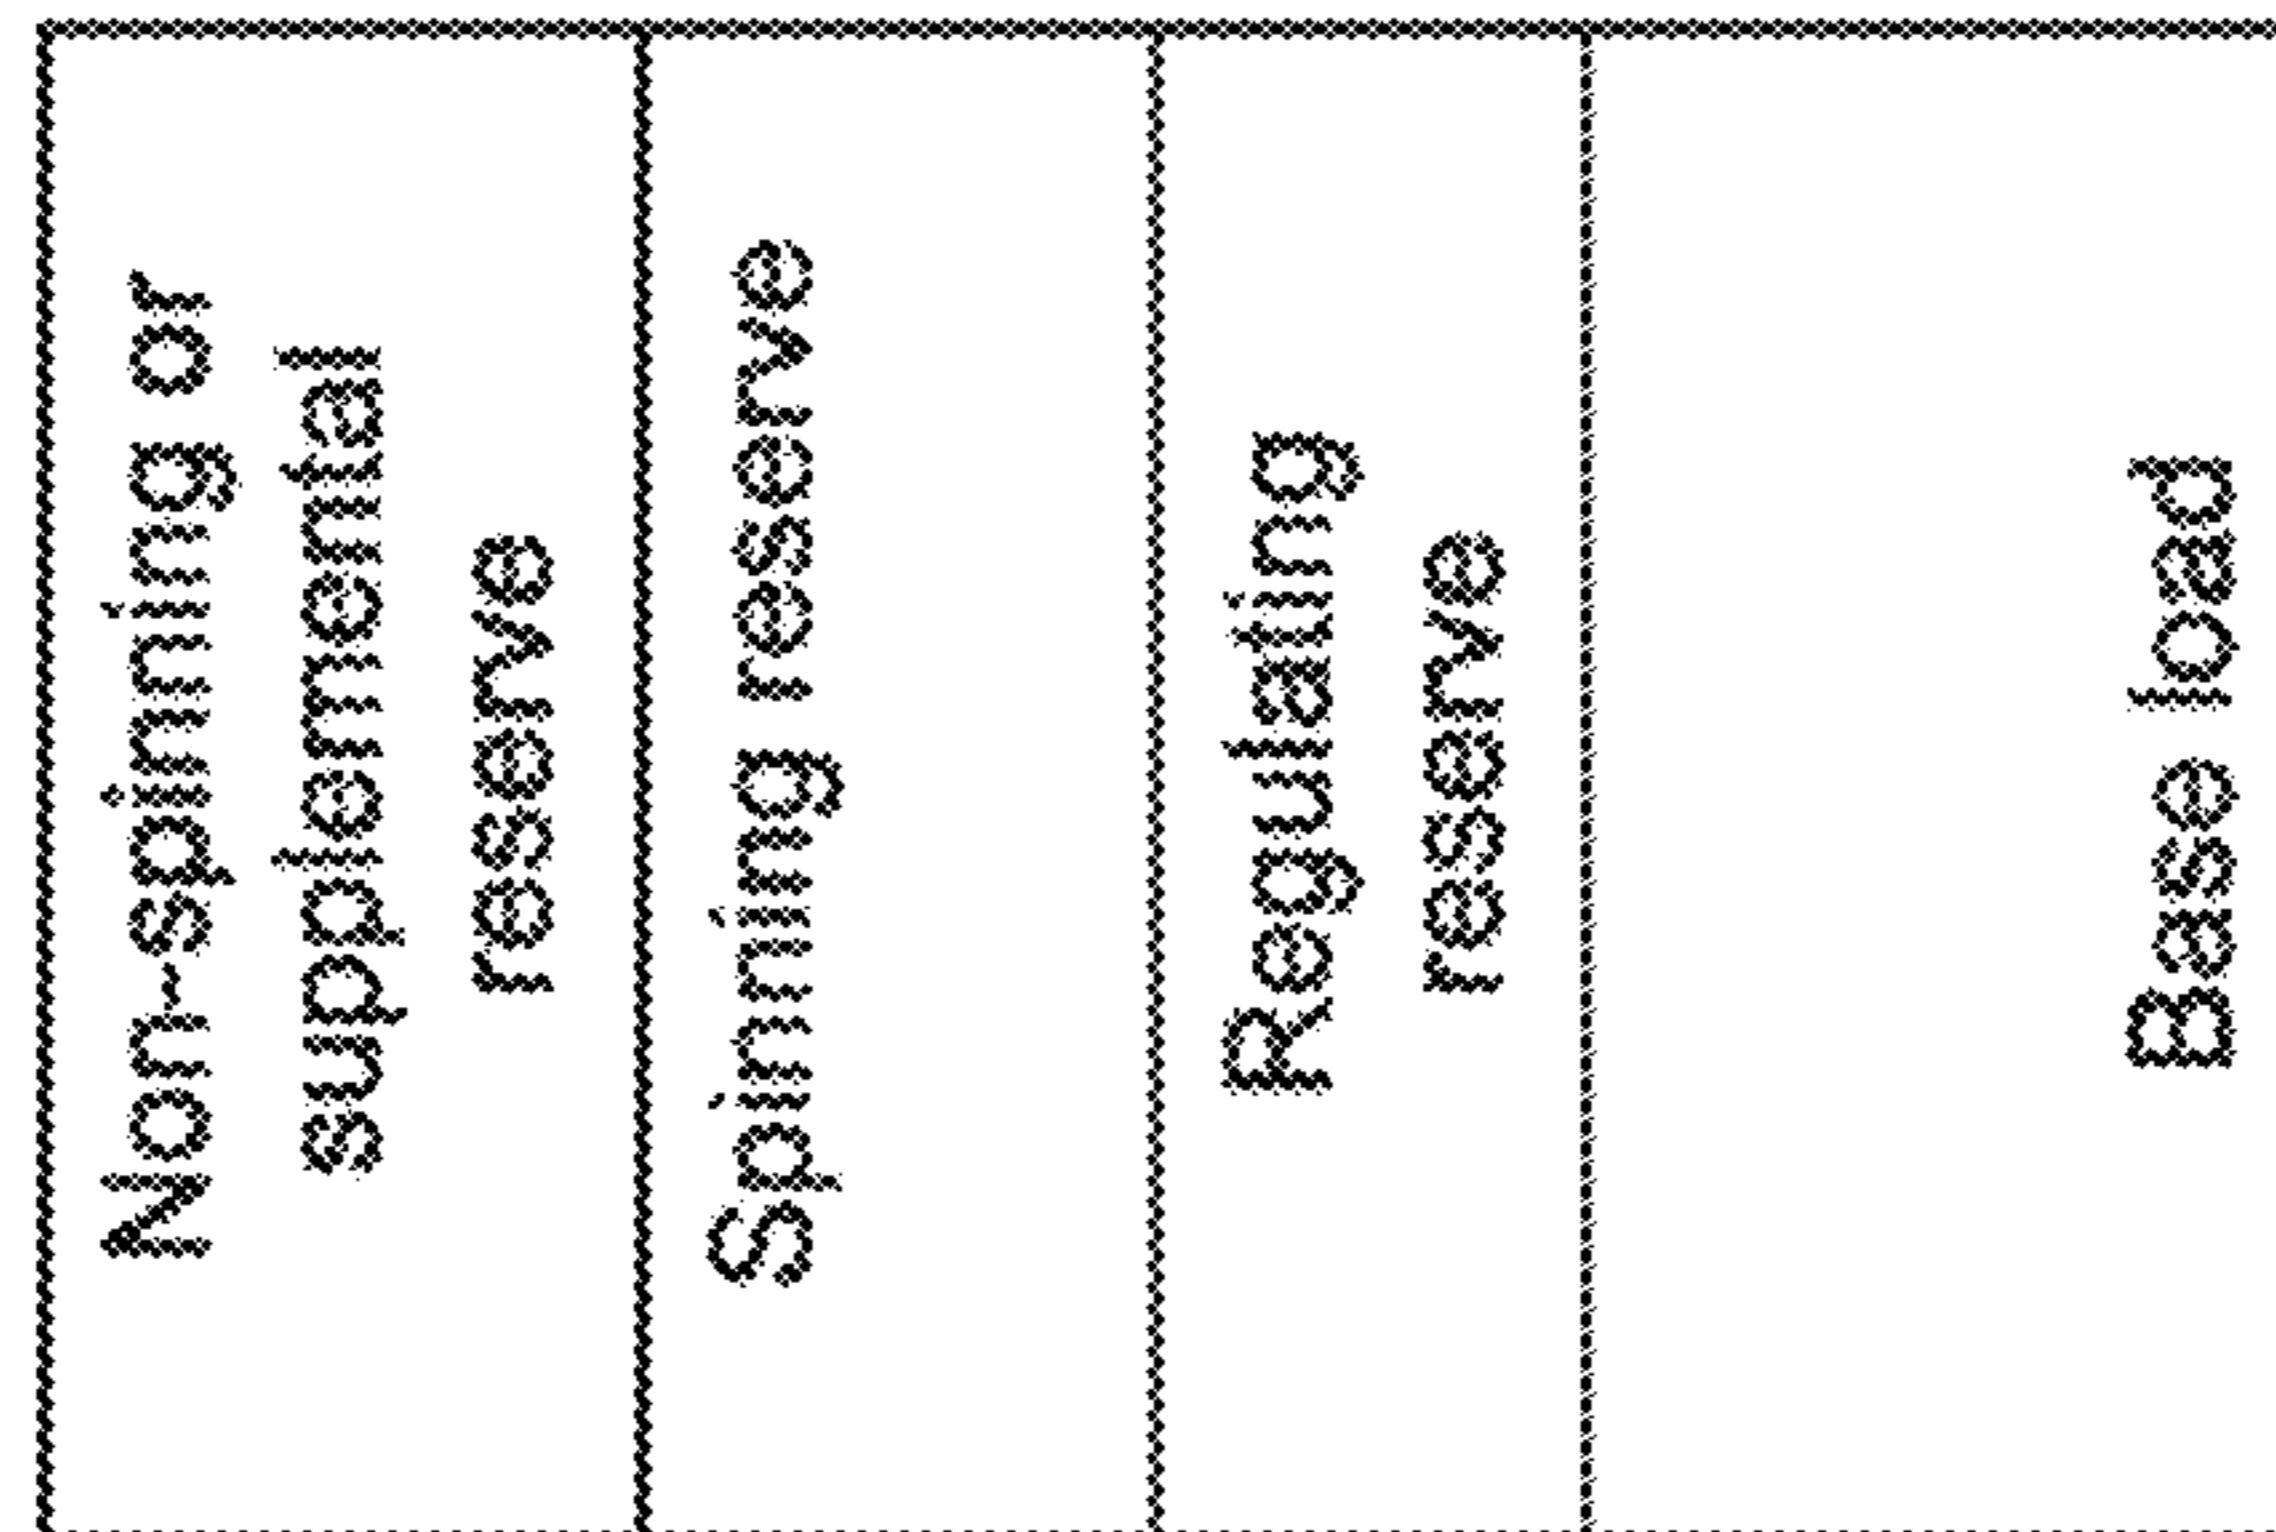 Non-spinning or
supplemental
reserve
Spinning reserve
Regulating
reserve
Base load